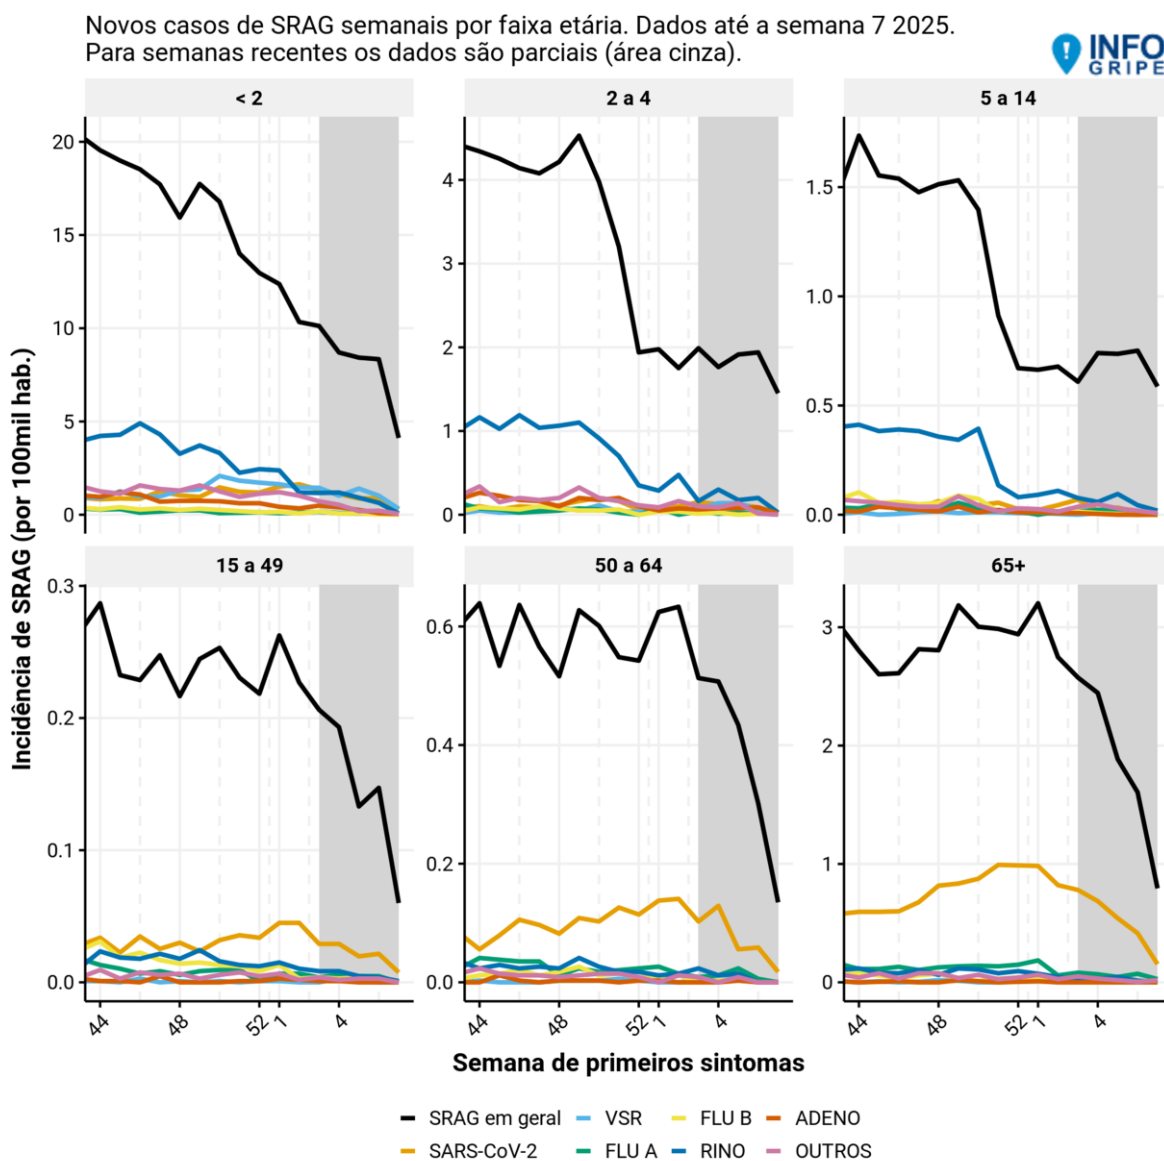 Novos casos de SRAG semanais por faixa etária. Dados até a semana 7 2025.
Para semanas recentes os dados são parciais (área cinza).
INFO
GRIPE
< 2
2 a 4
5 a 14
20
15
10
5
0
4
3
2
1
0
1.5
1.0
0.5
0.0
Incidência de SRAG (por 100mil hab.)
15 a 49
50 a 64
65+
0.3
0.2
0.1
0.0
0.6
0.4
0.2
0.0
3
2
1
0
44 48 52 1 4
44 48 52 1 4
44 48 52 1 4
Semana de primeiros sintomas
SRAG em geral VSR FLU B ADENO
SARS-CoV-2 FLU A RINO OUTROS